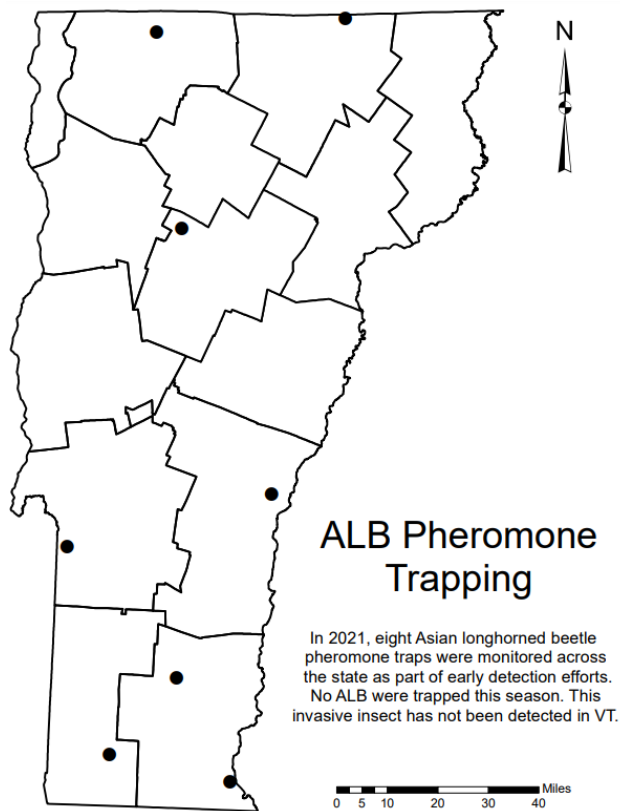 N
ALB Pheromone
Trapping
In 2021, eight Asian longhorned beetle
pheromone traps were monitored across
the state as part of early detection efforts.
No ALB were trapped this season. This
invasive insect has not been detected in VT.
Miles
0 5 10 20 30 40